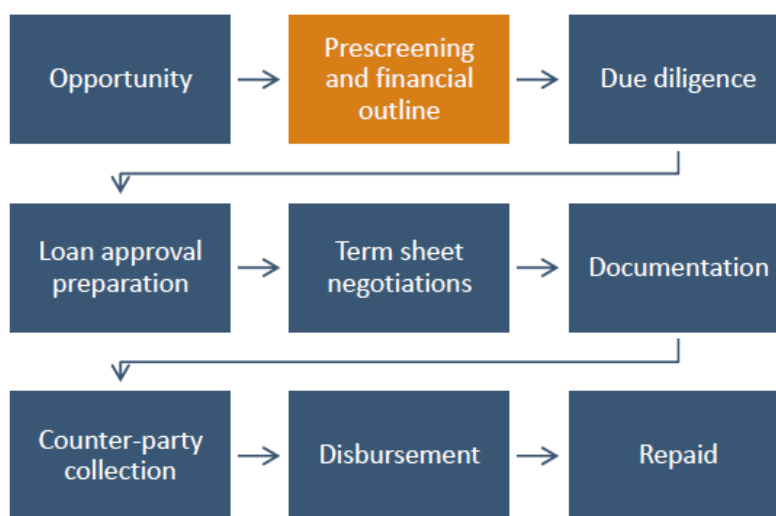 Opportunity
Prescreening
and financial
outline
Due diligence
Loan approval
preparation
Term sheet
negotiations
Documentation
Counter-party
collection
Disbursement
Repaid